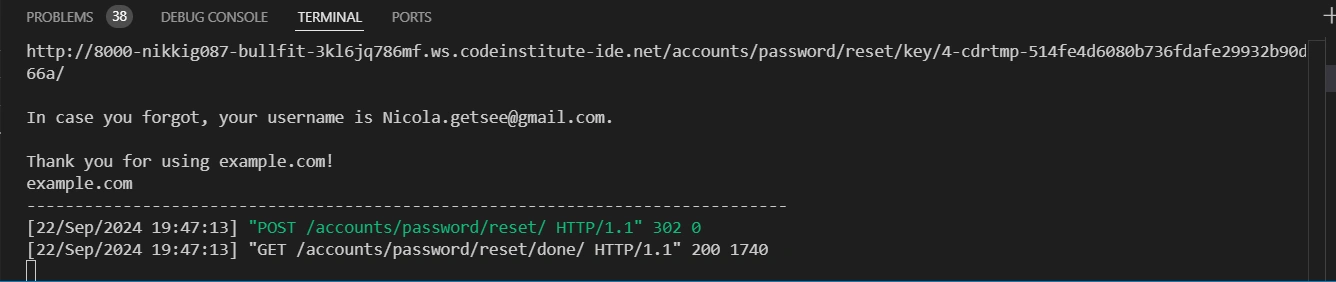 PROBLEMS 38 DEBUG CONSOLE TERMINAL PORTS
http://8000-nikkig087-bullfit-3kl6jq786mf.ws.codeinstitute-ide.net/accounts/password/reset/key/4-cdrtmp-514fe4d6080b736fdafe29932b90d
66a/
In case you forgot, your username is Nicola.getsee@gmail.com.
Thank you for using example.com!
example.com
-------------------------------------------------------------------------------
[22/Sep/2024 19:47:13] "POST /accounts/password/reset/ HTTP/1.1" 302 0
[22/Sep/2024 19:47:13] "GET /accounts/password/reset/done/ HTTP/1.1" 200 1740